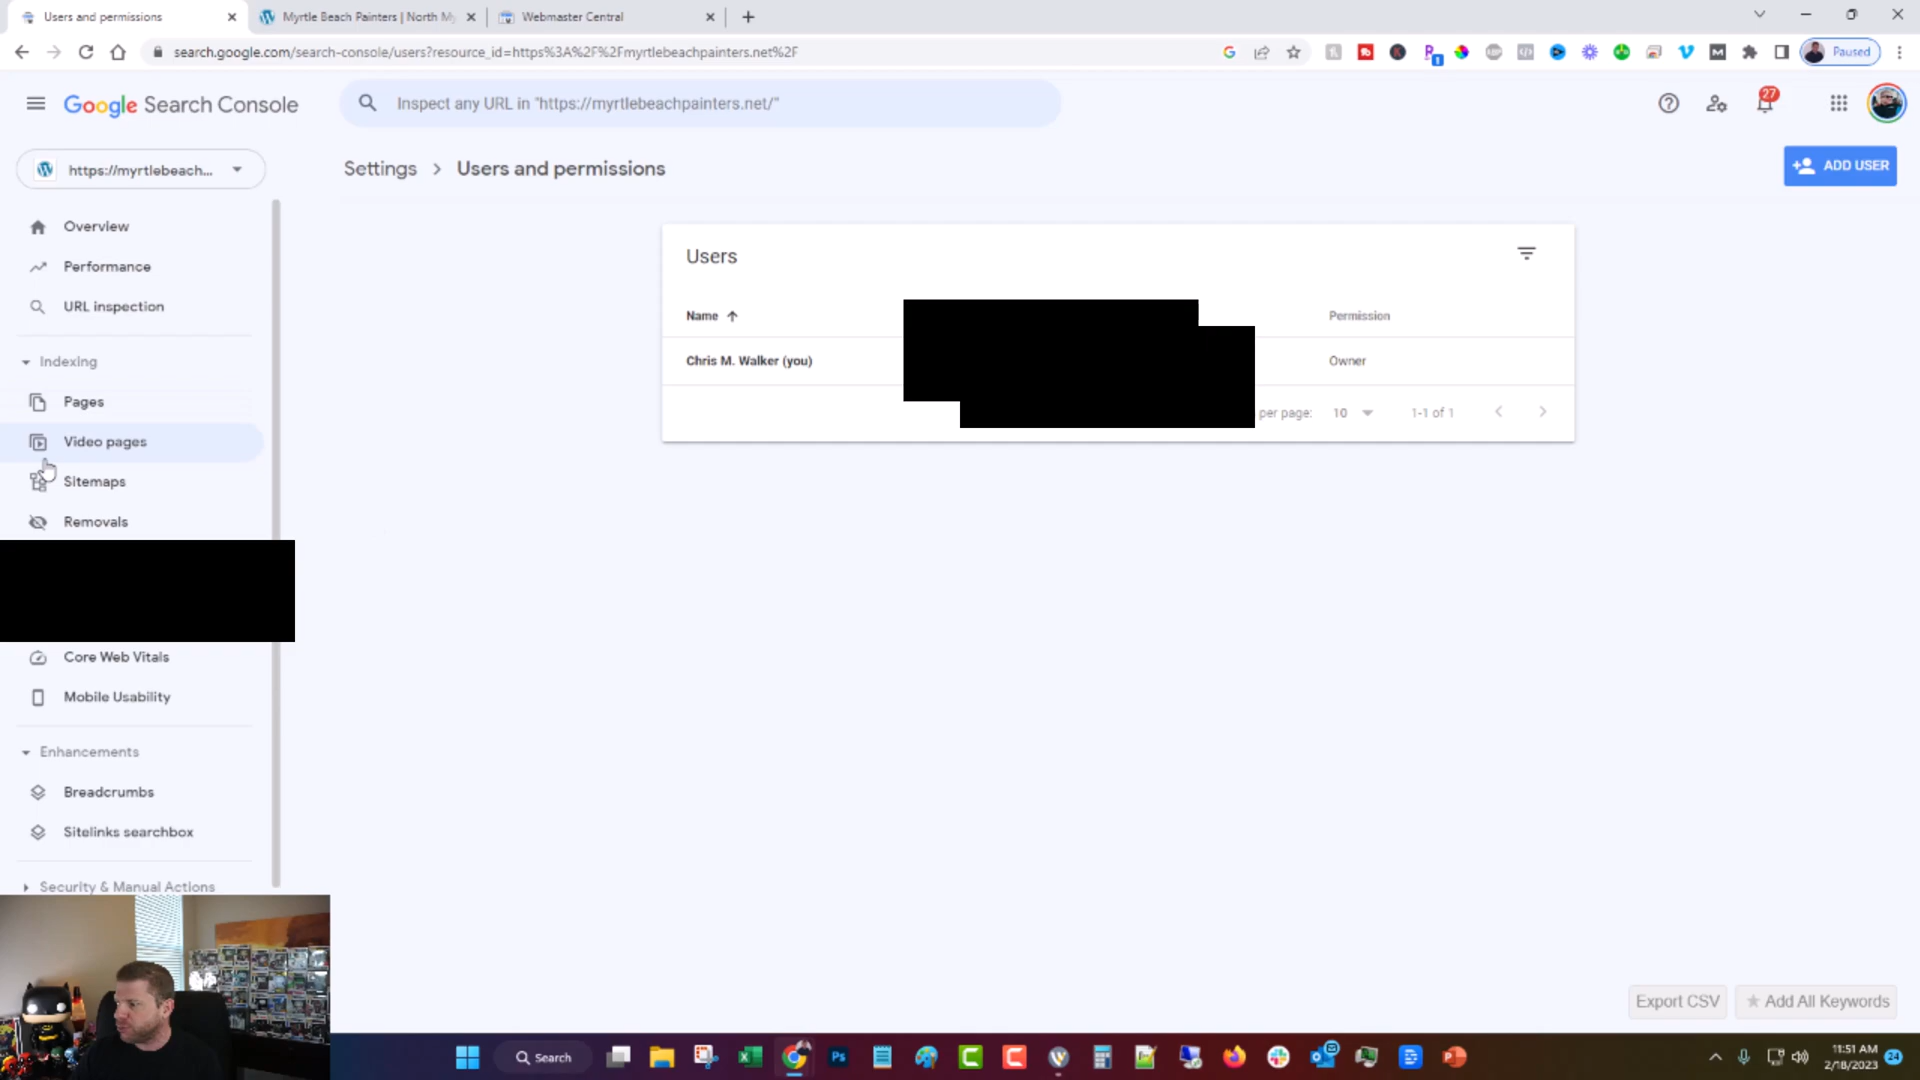 Users and permissions
Myrtle Beach Painters | North My
Webmaster Central
search.google.com/search-console/users?resource_id=https%3A%2F%2Fmyrtlebeachpainters.net%2F
Paused
Google Search Console
Inspect any URL in "https://myrtlebeachpainters.net/"
27
https://myrtlebeach...
Settings > Users and permissions
ADD USER
Overview
Performance
URL inspection
Indexing
Pages
Video pages
Sitemaps
Removals
Core Web Vitals
Mobile Usability
Enhancements
Breadcrumbs
Sitelinks searchbox
Security & Manual Actions
Users
Name
Permission
Chris M. Walker (you)
Owner
per page: 10 1-1 of 1
Export CSV
Add All Keywords
Search
11:51 AM
2/18/2023
24